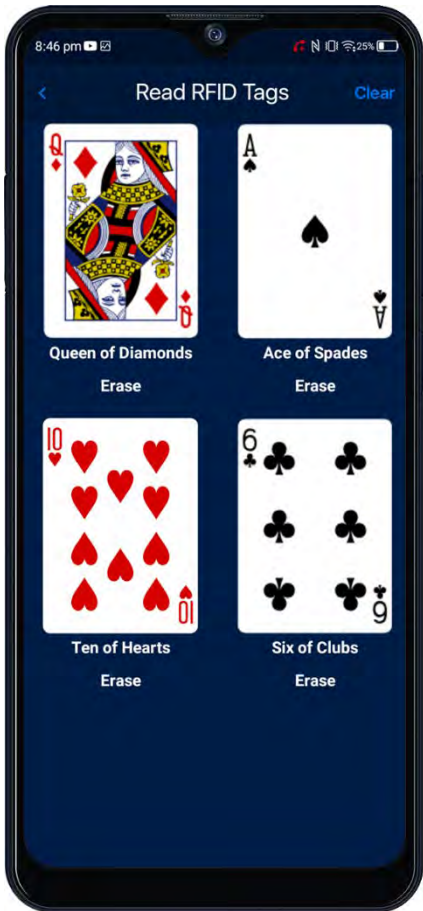 8:46 pm 25%
< Read RFID Tags Clear
Q Q
A A
Queen of Diamonds Ace of Spades
Erase Erase
10 10
6 6
Ten of Hearts Six of Clubs
Erase Erase